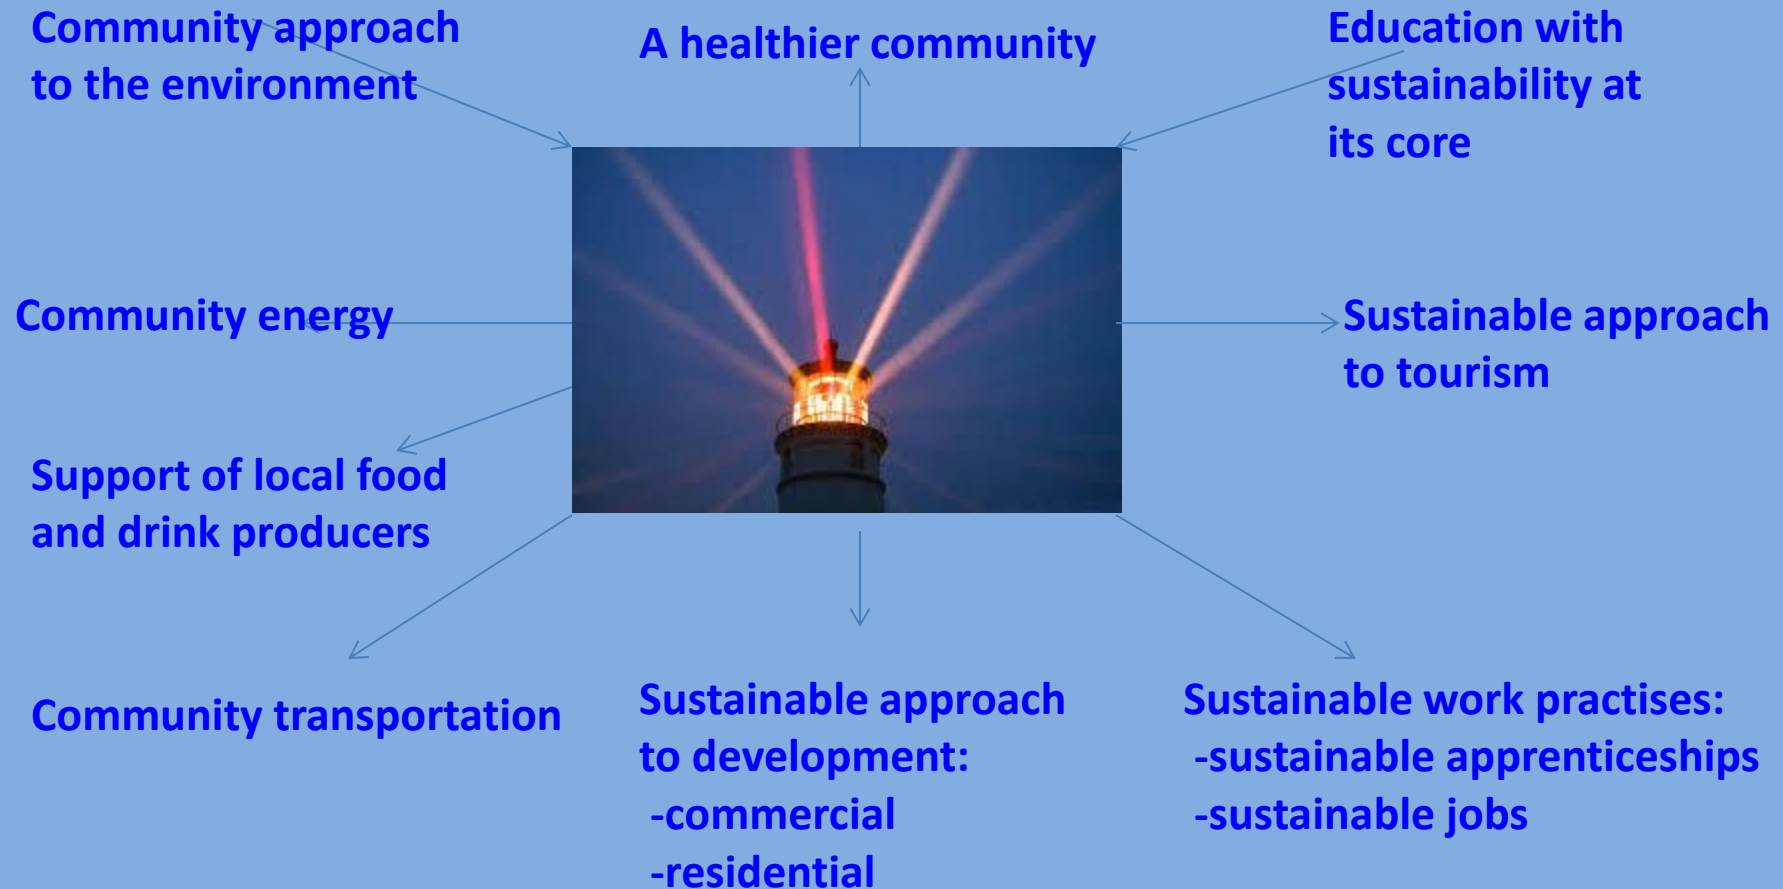 Community approach
to the environment
A healthier community
Education with
sustainability at
its core
Community energy
Sustainable approach
to tourism
Support of local food
and drink producers
Community transportation
Sustainable approach
to development:
-commercial
-residential
Sustainable work practises:
-sustainable apprenticeships
-sustainable jobs